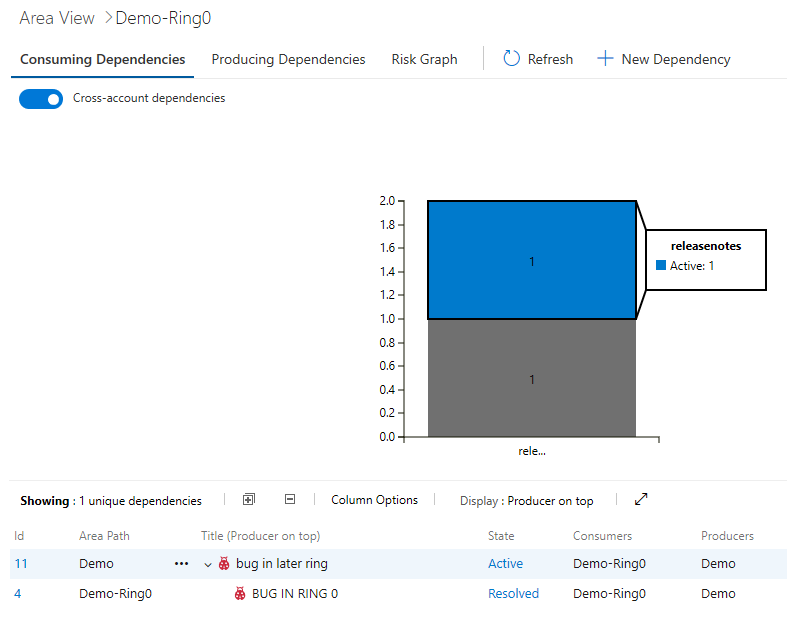 Area View > Demo-Ring0
Consuming Dependencies Producing Dependencies Risk Graph Refresh New Dependency
Cross-account dependencies
2.0
1.8
1.6
1.4
1.2
1.0
0.8
0.6
0.4
0.2
0.0
1
1
releasenotes
Active: 1
rele...
Showing : 1 unique dependencies Column Options Display : Producer on top
Id Area Path Title (Producer on top) State Consumers Producers
11 Demo ••• bug in later ring Active Demo-Ring0 Demo
4 Demo-Ring0 BUG IN RING 0 Resolved Demo-Ring0 Demo